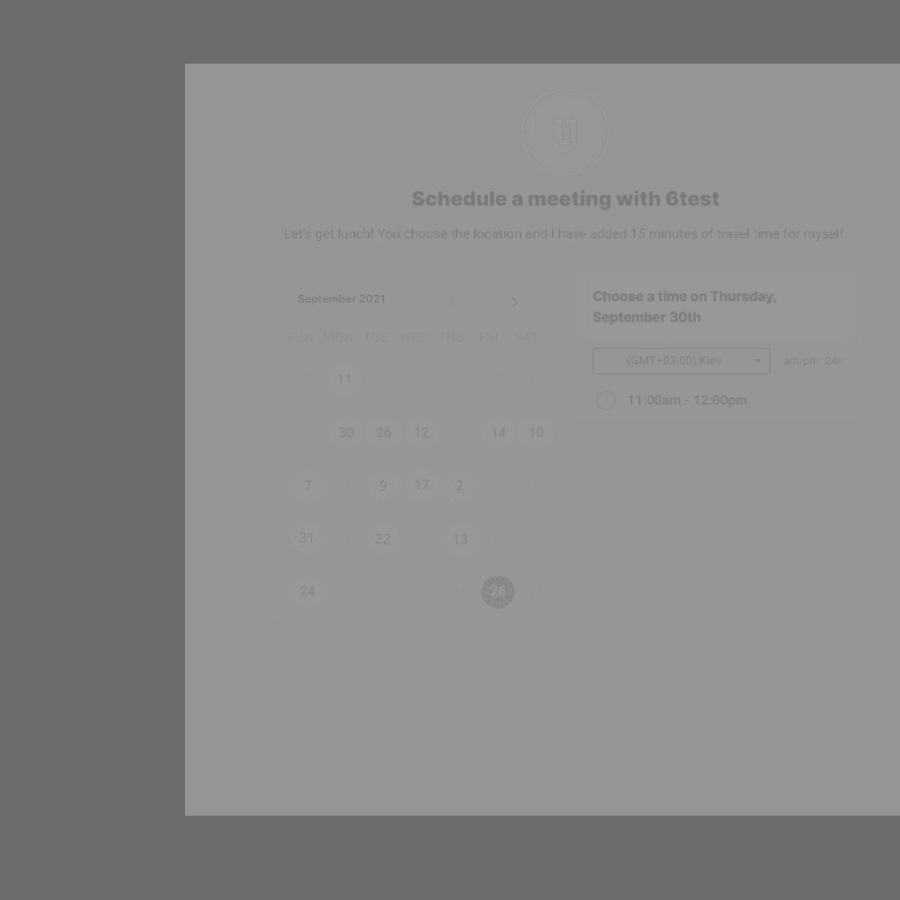 U
Schedule a meeting with 6test
Let's get lunch! You choose the location and I have added 15 minutes of travel time for myself
September 2021
SUN MON TUE WED THU FRI SAT
11
30 26 12 14 10
7 9 17 2
31 22 13
24 26
Choose a time on Thursday,
September 30th
(GMT+03:00) Kiev am/pm 24h
11:00am - 12:00pm